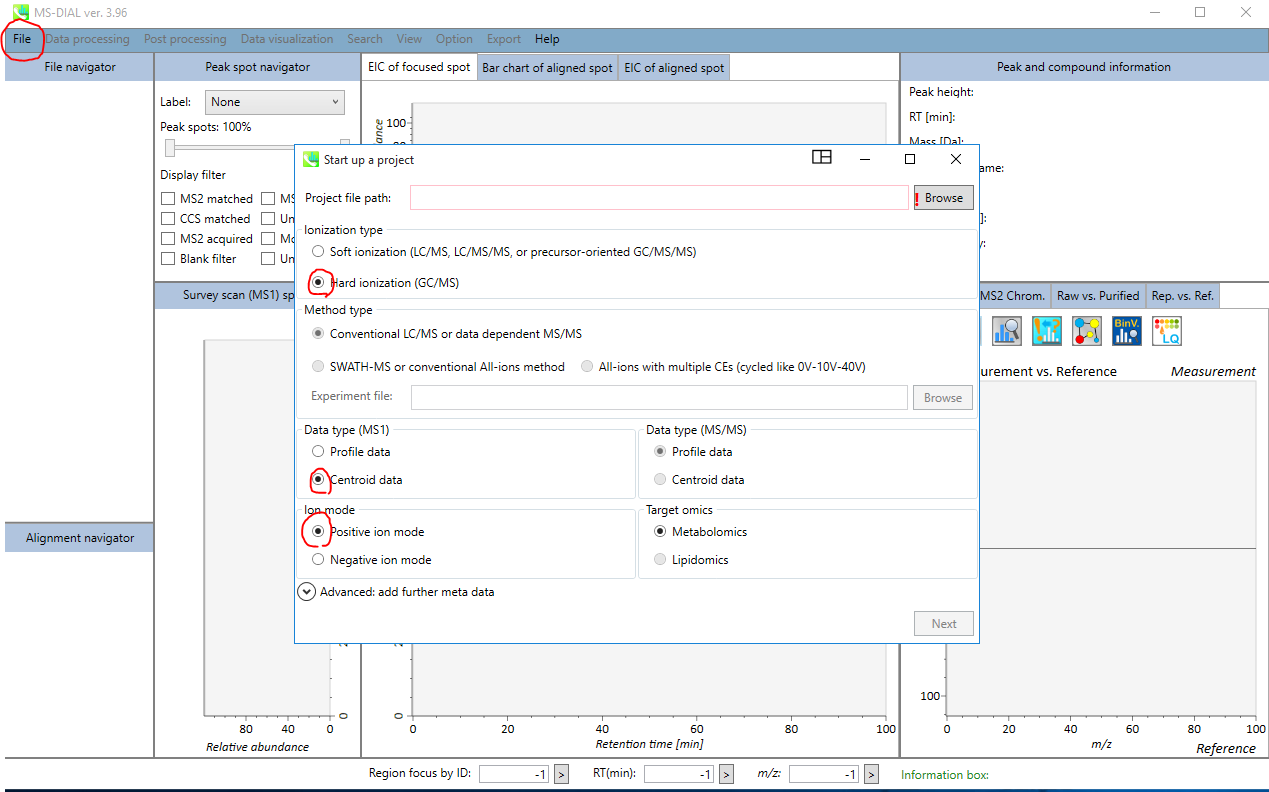 MS-DIAL ver. 3.96
File Data processing Post processing Data visualization Search View Option Export Help
File navigator
Peak spot navigator
EIC of focused spot Bar chart of aligned spot EIC of aligned spot
Peak and compound information
Label: None
Peak spots: 100%
Display filter
MS2 matched
CCS matched
MS2 acquired
Blank filter
100
Peak height:
RT [min]:
Mass [Da]:
Start up a project
Project file path: ! Browse
Ionization type
Soft ionization (LC/MS, LC/MS/MS, or precursor-oriented GC/MS/MS)
Hard ionization (GC/MS)
Method type
Conventional LC/MS or data dependent MS/MS
SWATH-MS or conventional All-ions method All-ions with multiple CEs (cycled like 0V-10V-40V)
Experiment file: Browse
Data type (MS1) Data type (MS/MS)
Profile data Profile data
Centroid data Centroid data
Ion mode Target omics
Positive ion mode Metabolomics
Negative ion mode Lipidomics
Advanced: add further meta data
Next
Survey scan (MS1) sp
MS2 Chrom. Raw vs. Purified Rep. vs. Ref.
BinV. LQ
urement vs. Reference Measurement
Alignment navigator
80 40 0
0
Relative abundance
0
0 20 40 60 80 100
Retention time [min]
100
0 20 40 60 80 100
m/z
Reference
Region focus by ID: -1 > RT(min): -1 > m/z: -1 > Information box: